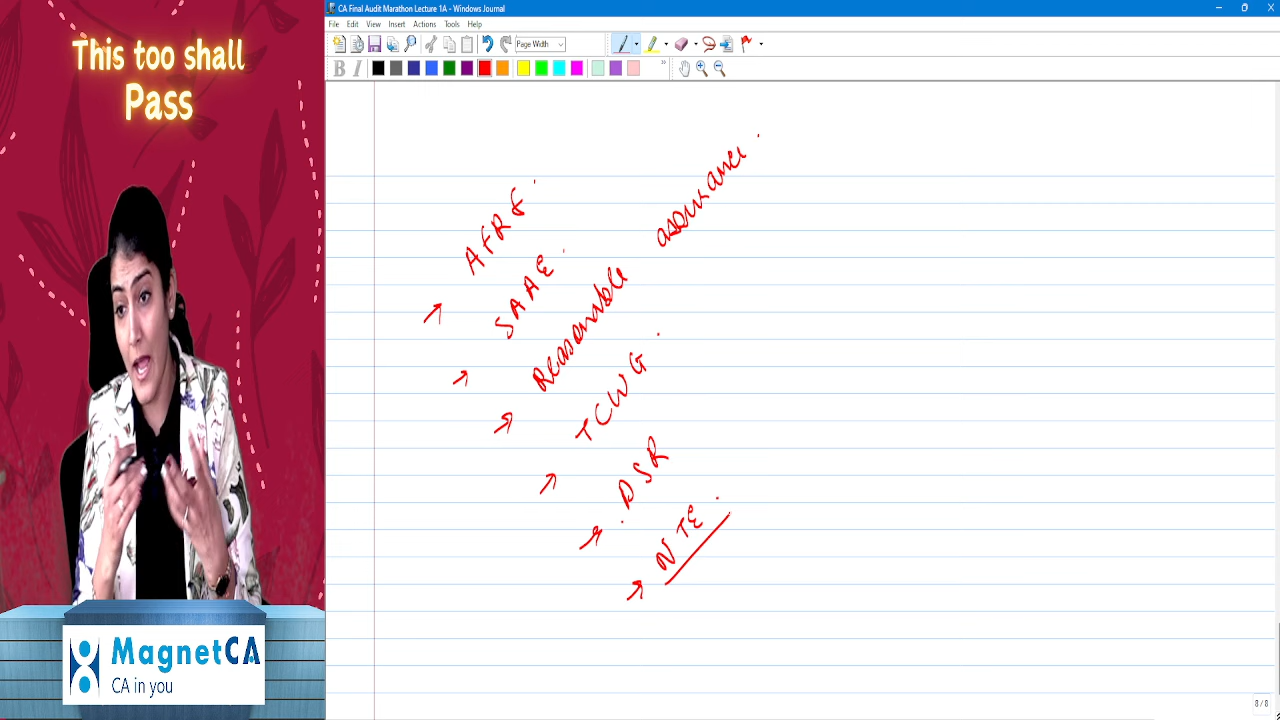 This too shall
Pass
CA Final Audit Marathon Lecture 1A - Windows Journal
File Edit View Insert Actions Tools Help
Page Width
B I
→ AFRF.
→ SAAE.
→ Reasonable assurance.
→ TCWG.
→ DSR
→ NTE.
MagnetCA
CA in you
8 / 8